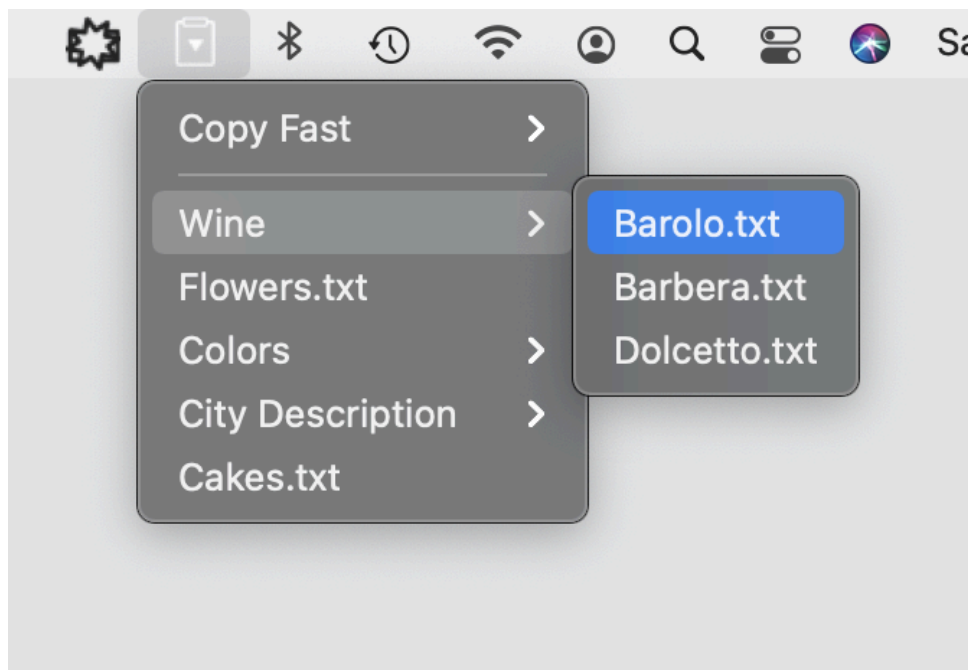 Sa
Copy Fast
Wine
Flowers.txt
Colors
City Description
Cakes.txt
Barolo.txt
Barbera.txt
Dolcetto.txt